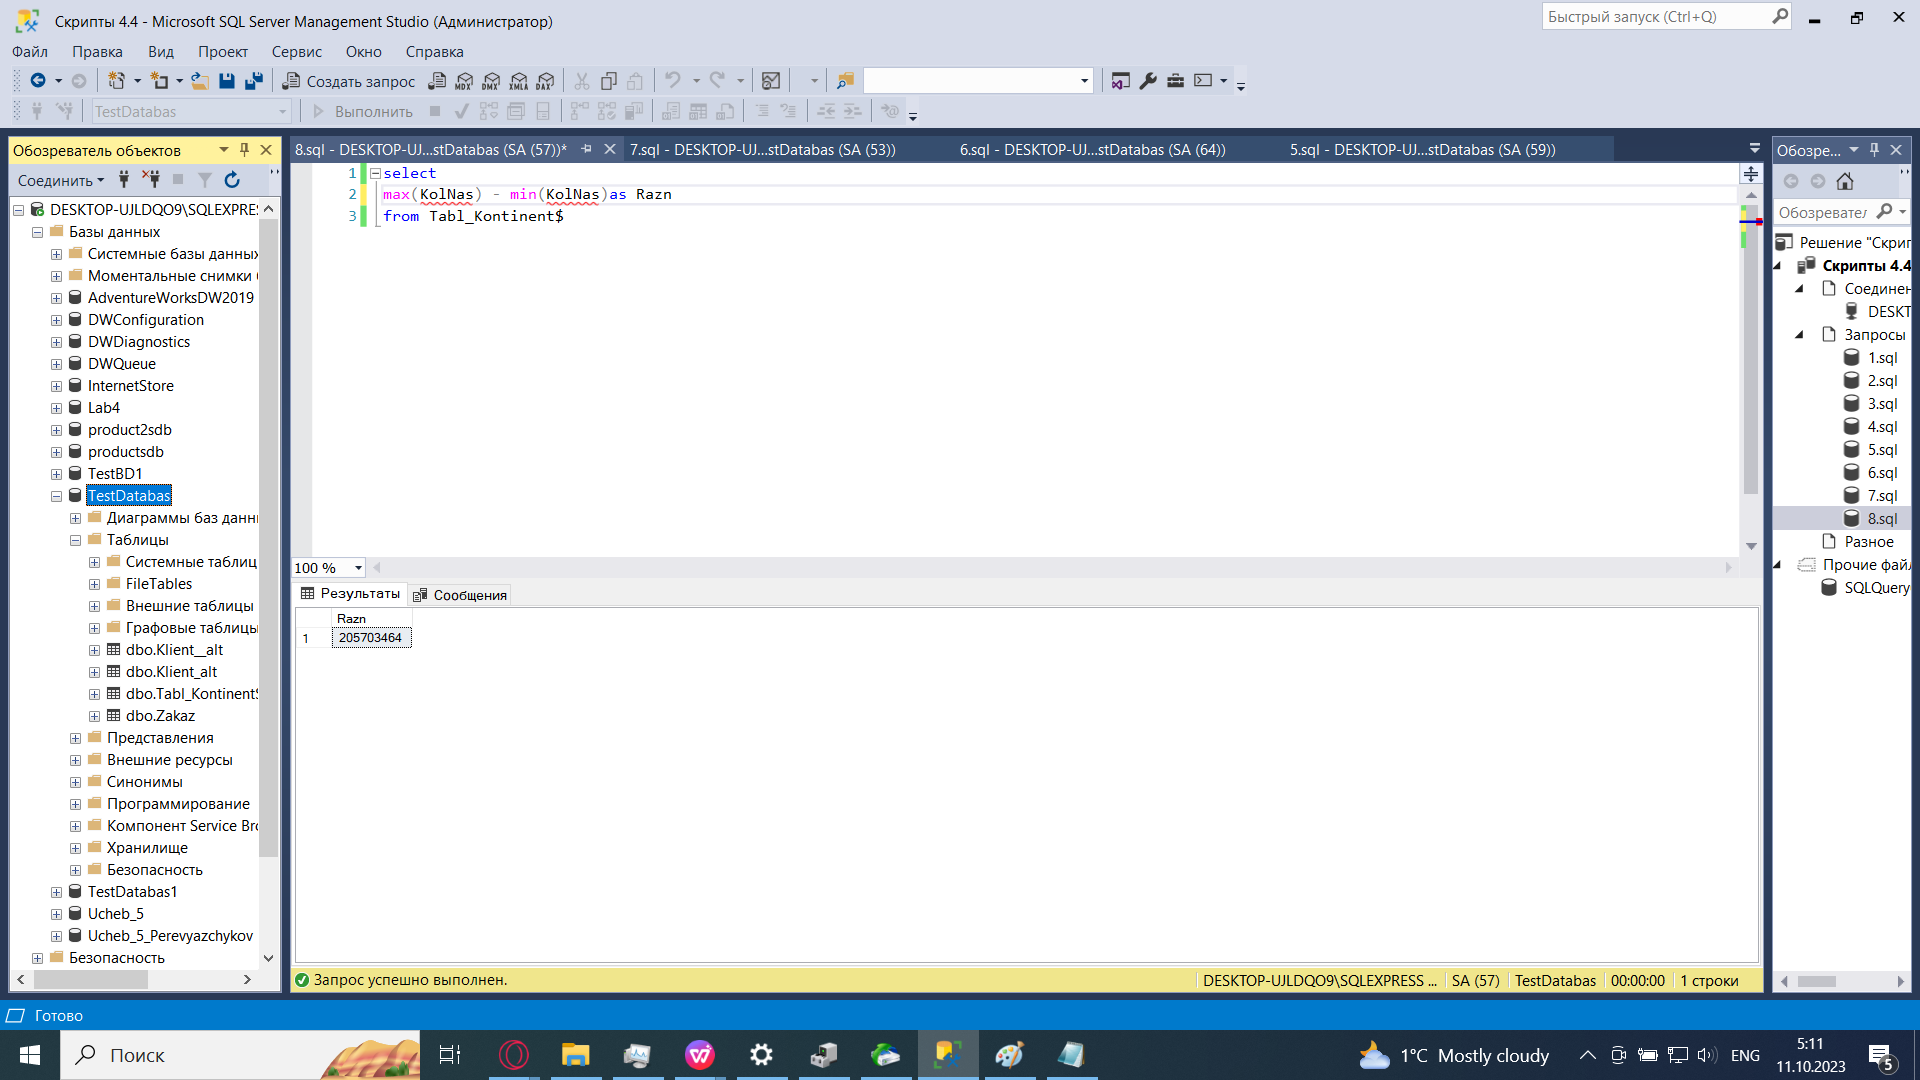 Скрипты 4.4 - Microsoft SQL Server Management Studio (Администратор)
Быстрый запуск (Ctrl+Q)
Файл Правка Вид Проект Сервис Окно Справка
Создать запрос MDX DMX XMLA DAX
TestDatabas Выполнить
Обозреватель объектов
Соединить
DESKTOP-UJLDQO9\SQLEXPRES
Базы данных
Системные базы данных
Моментальные снимки
AdventureWorksDW2019
DWConfiguration
DWDiagnostics
DWQueue
InternetStore
Lab4
product2sdb
productsdb
TestBD1
TestDatabas
Диаграммы баз данн
Таблицы
Системные таблиц
FileTables
Внешние таблицы
Графовые таблицы
dbo.Klient__alt
dbo.Klient_alt
dbo.Tabl_Kontinent$
dbo.Zakaz
Представления
Внешние ресурсы
Синонимы
Программирование
Компонент Service Bro
Хранилище
Безопасность
TestDatabas1
Ucheb_5
Ucheb_5_Perevyazchykov
Безопасность
8.sql - DESKTOP-UJ...stDatabas (SA (57))*
7.sql - DESKTOP-UJ...stDatabas (SA (53))
6.sql - DESKTOP-UJ...stDatabas (SA (64))
5.sql - DESKTOP-UJ...stDatabas (SA (59))
1 select
2 max(KolNas) - min(KolNas)as Razn
3 from Tabl_Kontinent$
100 %
Результаты Сообщения
Razn
1 205703464
Запрос успешно выполнен.
DESKTOP-UJLDQO9\SQLEXPRESS ... SA (57) TestDatabas 00:00:00 1 строки
Обозре...
Обозревател
Решение "Скрип
Скрипты 4.4
Соединен
DESKT
Запросы
1.sql
2.sql
3.sql
4.sql
5.sql
6.sql
7.sql
8.sql
Разное
Прочие файл
SQLQuery
Готово
Поиск
1°C Mostly cloudy
ENG
5:11
11.10.2023
5